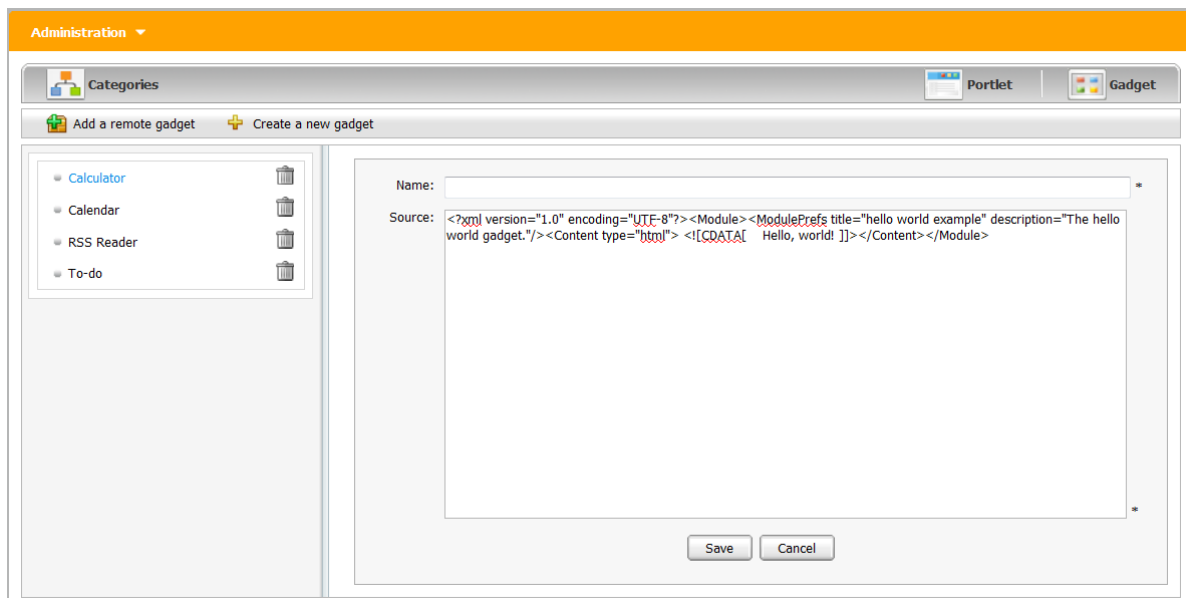 Administration
Categories Portlet Gadget
Add a remote gadget Create a new gadget
Calculator
Calendar
RSS Reader
To-do
Name: *
Source: <?xml version="1.0" encoding="UTF-8"?><Module><ModulePrefs title="hello world example" description="The hello
world gadget."/><Content type="html"> <![CDATA[    Hello, world! ]]></Content></Module>
*
Save Cancel